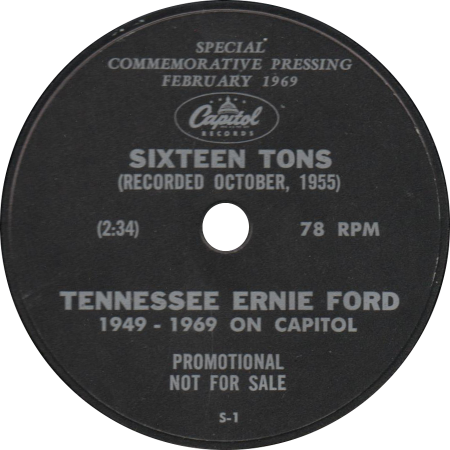 SPECIAL
COMMEMORATIVE PRESSING
FEBRUARY 1969
Capitol
RECORDS
SIXTEEN TONS
(RECORDED OCTOBER, 1955)
(2:34) 78 RPM
TENNESSEE ERNIE FORD
1949 - 1969 ON CAPITOL
PROMOTIONAL
NOT FOR SALE
S-1